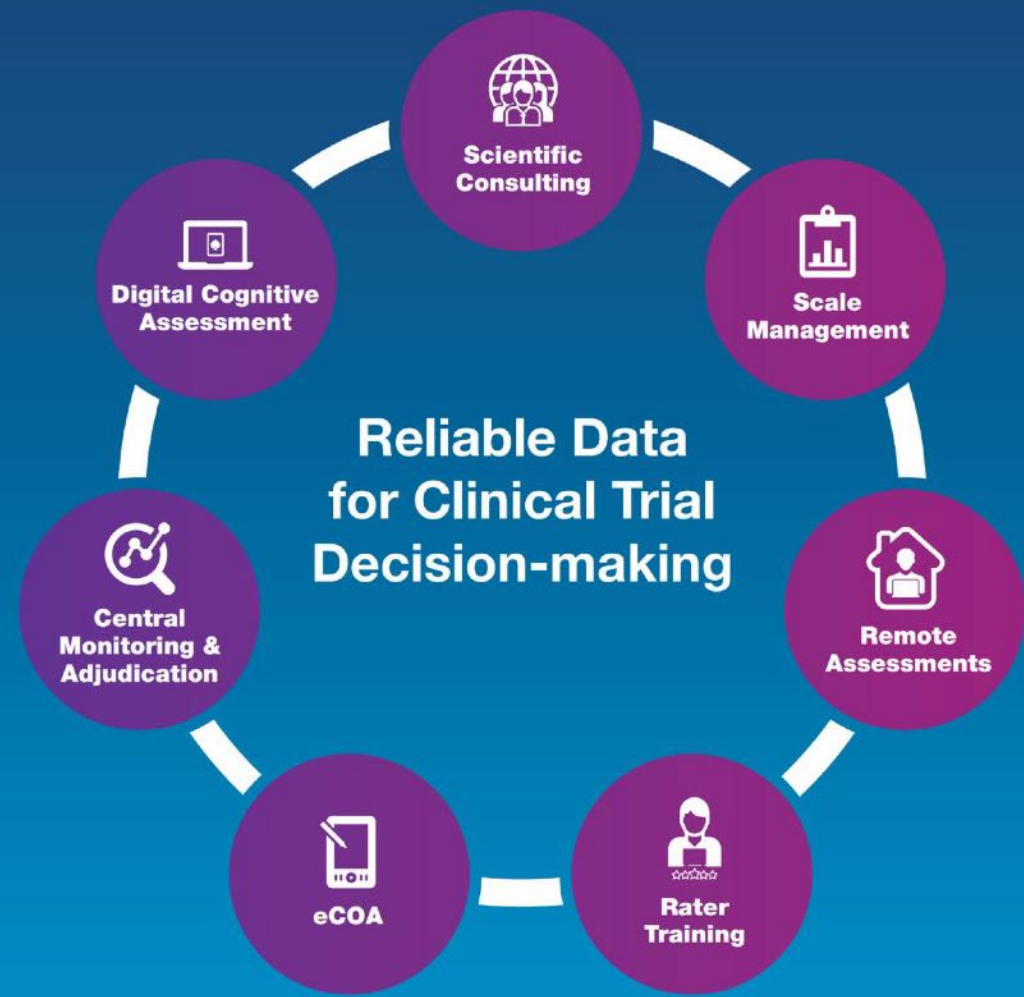 Scientific
Consulting
Scale
Management
Remote
Assessments
Rater
Training
eCOA
Central
Monitoring &
Adjudication
Digital Cognitive
Assessment
Reliable Data
for Clinical Trial
Decision-making